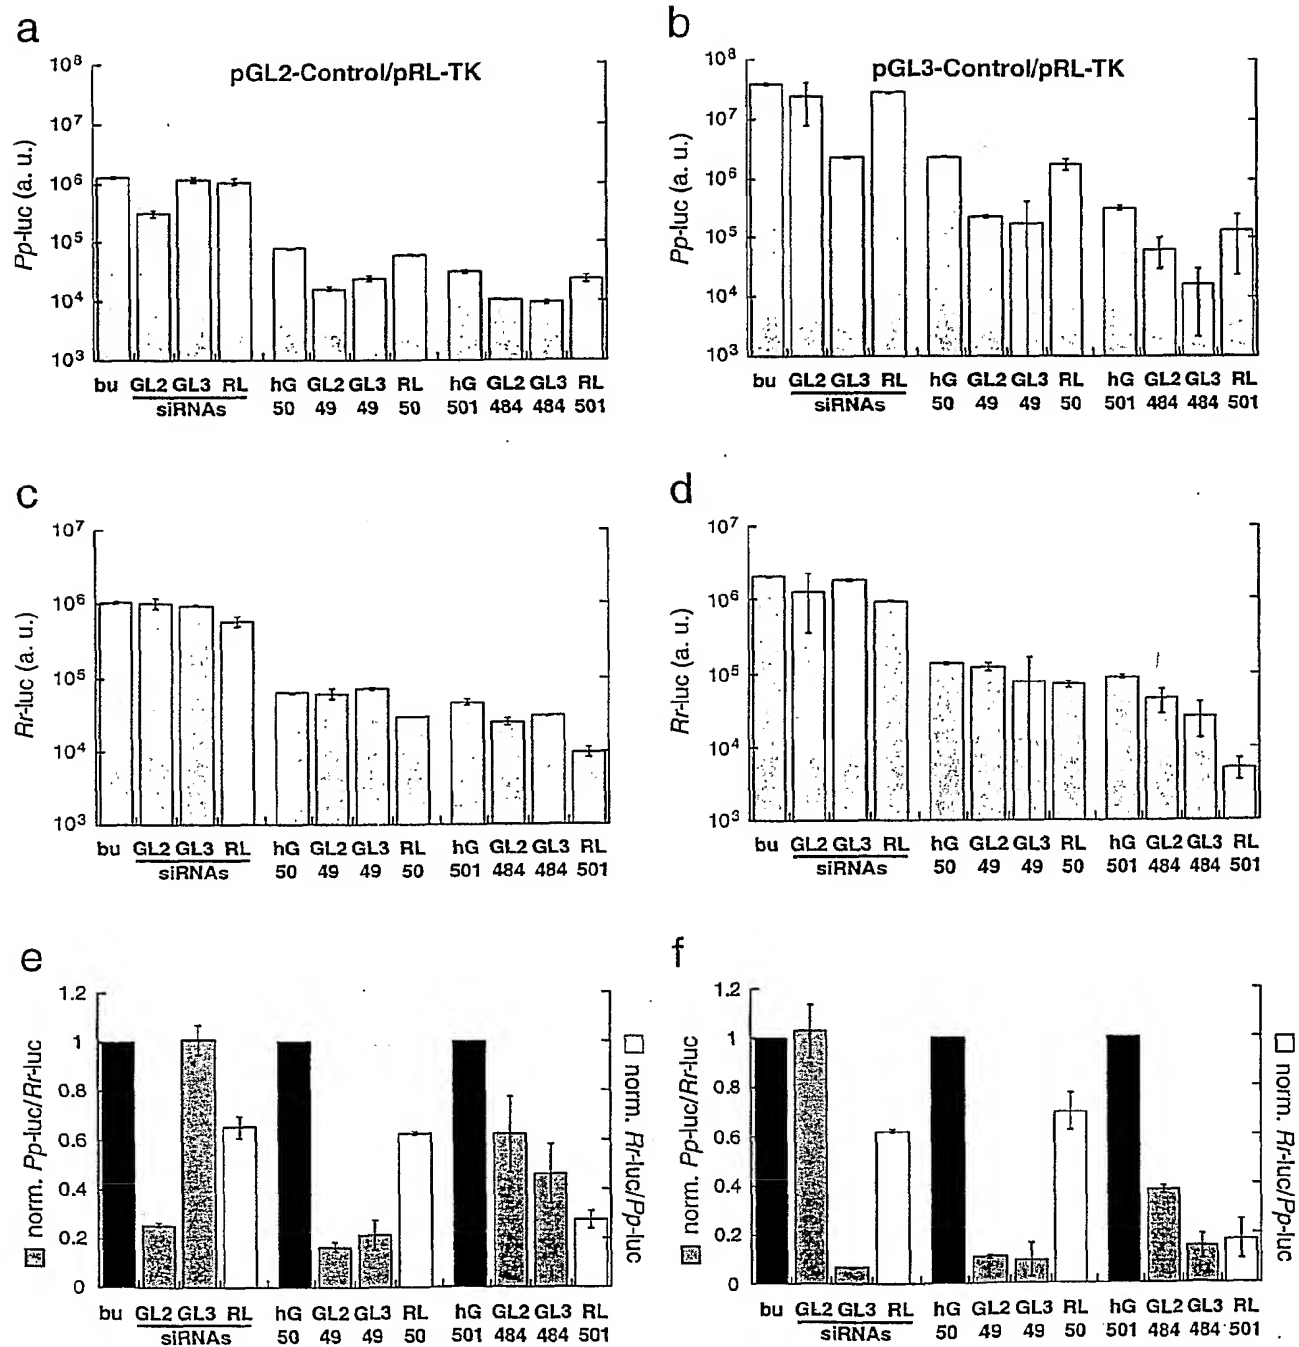 a
pGL2-Control/pRL-TK
Pp-luc (a. u.)
10⁸
10⁷
10⁶
10⁵
10⁴
10³
bu GL2 GL3 RL hG GL2 GL3 RL hG GL2 GL3 RL
siRNAs 50 49 49 50 501 484 484 501
b
pGL3-Control/pRL-TK
Pp-luc (a. u.)
10⁸
10⁷
10⁶
10⁵
10⁴
10³
bu GL2 GL3 RL hG GL2 GL3 RL hG GL2 GL3 RL
siRNAs 50 49 49 50 501 484 484 501
c
Rr-luc (a. u.)
10⁷
10⁶
10⁵
10⁴
10³
bu GL2 GL3 RL hG GL2 GL3 RL hG GL2 GL3 RL
siRNAs 50 49 49 50 501 484 484 501
d
Rr-luc (a. u.)
10⁷
10⁶
10⁵
10⁴
10³
bu GL2 GL3 RL hG GL2 GL3 RL hG GL2 GL3 RL
siRNAs 50 49 49 50 501 484 484 501
e
norm. Pp-luc/Rr-luc
1.2
1
0.8
0.6
0.4
0.2
0
norm. Rr-luc/Pp-luc
bu GL2 GL3 RL hG GL2 GL3 RL hG GL2 GL3 RL
siRNAs 50 49 49 50 501 484 484 501
f
norm. Pp-luc/Rr-luc
1.2
1
0.8
0.6
0.4
0.2
0
norm. Rr-luc/Pp-luc
bu GL2 GL3 RL hG GL2 GL3 RL hG GL2 GL3 RL
siRNAs 50 49 49 50 501 484 484 501